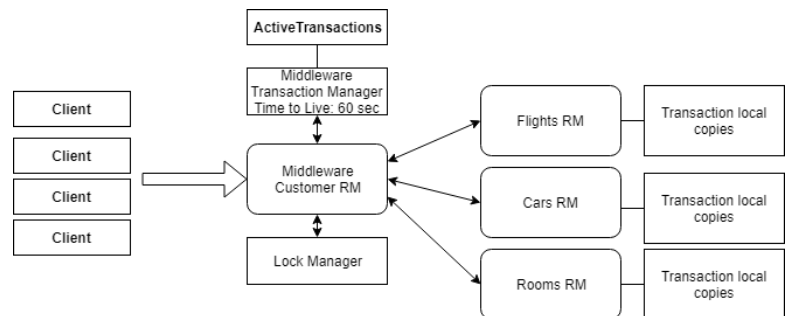 ActiveTransactions
Middleware
Transaction Manager
Time to Live: 60 sec
Client
Client
Client
Client
Middleware
Customer RM
Lock Manager
Flights RM
Transaction local
copies
Cars RM
Transaction local
copies
Rooms RM
Transaction local
copies